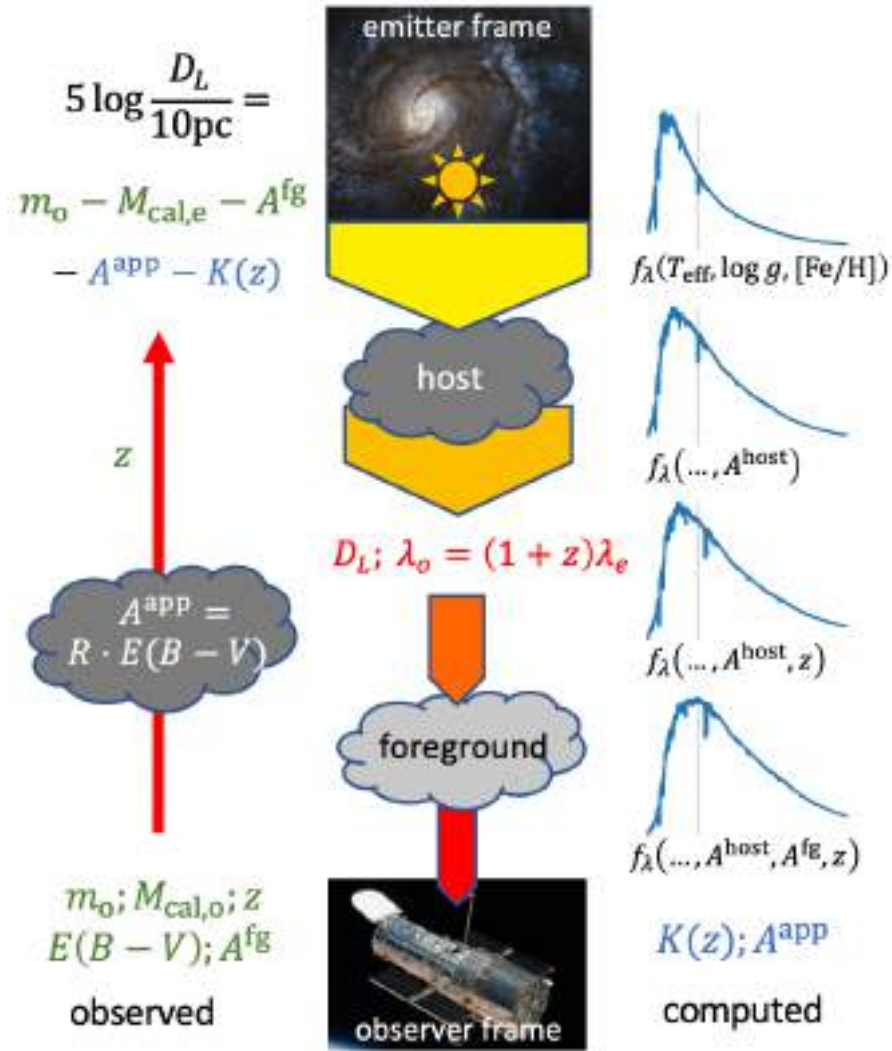 emitter frame
5 log D_L/10pc =
m_o − M_cal,e − A^fg
− A^app − K(z)
f_λ(T_eff, log g, [Fe/H])
host
f_λ(…, A^host)
z
D_L; λ_o = (1 + z)λ_e
f_λ(…, A^host, z)
A^app =
R · E(B − V)
foreground
f_λ(…, A^host, A^fg, z)
m_o; M_cal,o; z
E(B − V); A^fg
observed
observer frame
K(z); A^app
computed